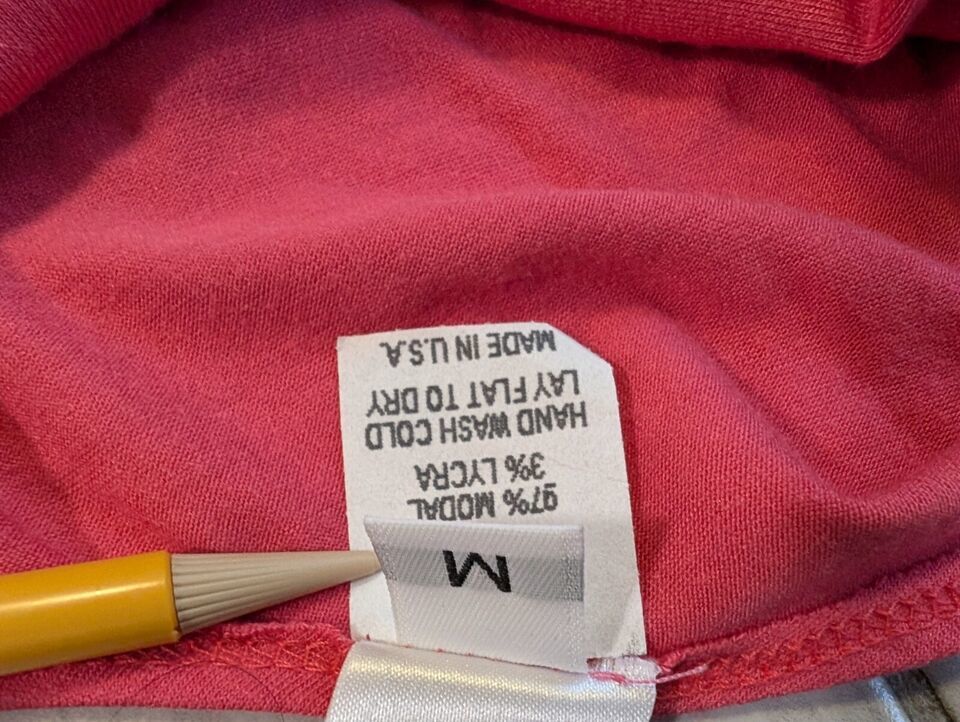 M
97% MODAL
3% LYCRA
HAND WASH COLD
LAY FLAT TO DRY
MADE IN U.S.A.